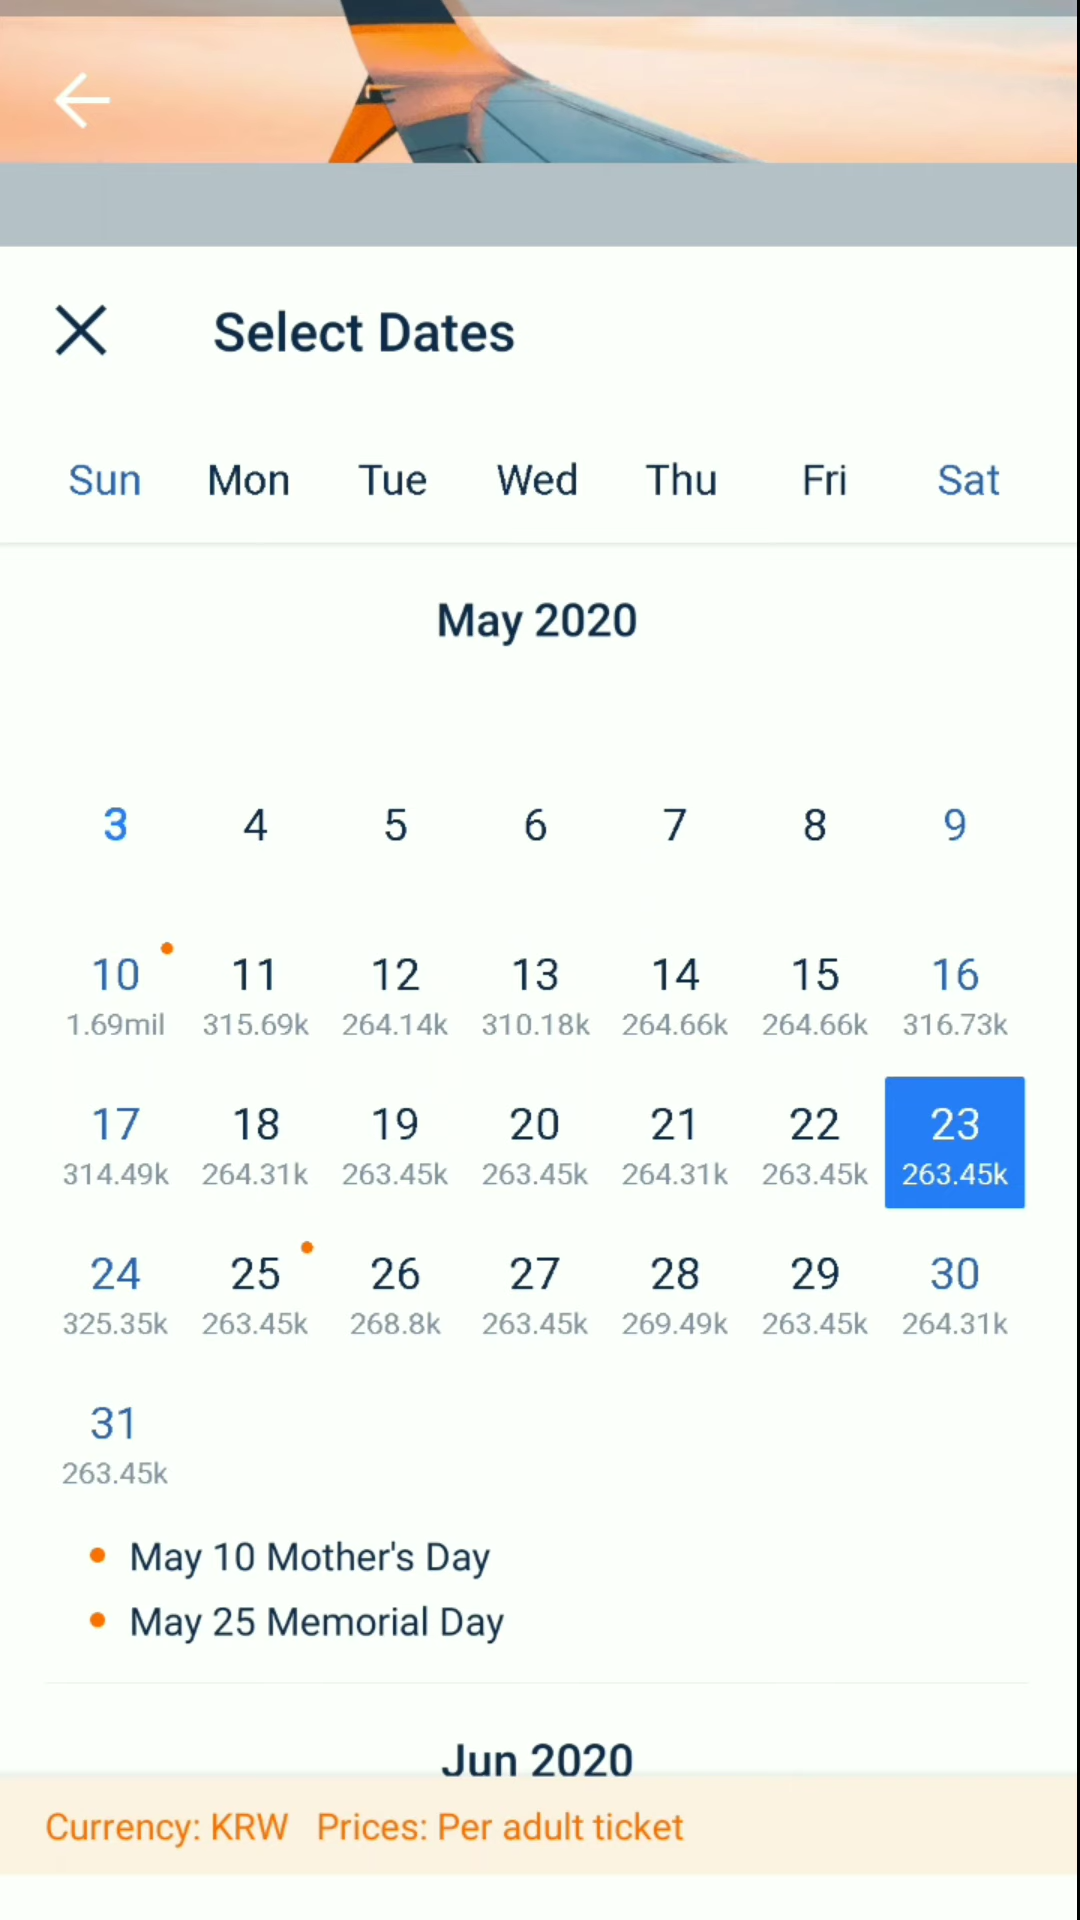 Select Dates
Sun Mon Tue Wed Thu Fri Sat
May 2020
3 4 5 6 7 8 9
10 11 12 13 14 15 16
1.69mil 315.69k 264.14k 310.18k 264.66k 264.66k 316.73k
17 18 19 20 21 22 23
314.49k 264.31k 263.45k 263.45k 264.31k 263.45k 263.45k
24 25 26 27 28 29 30
325.35k 263.45k 268.8k 263.45k 269.49k 263.45k 264.31k
31
263.45k
May 10 Mother's Day
May 25 Memorial Day
Jun 2020
Currency: KRW Prices: Per adult ticket